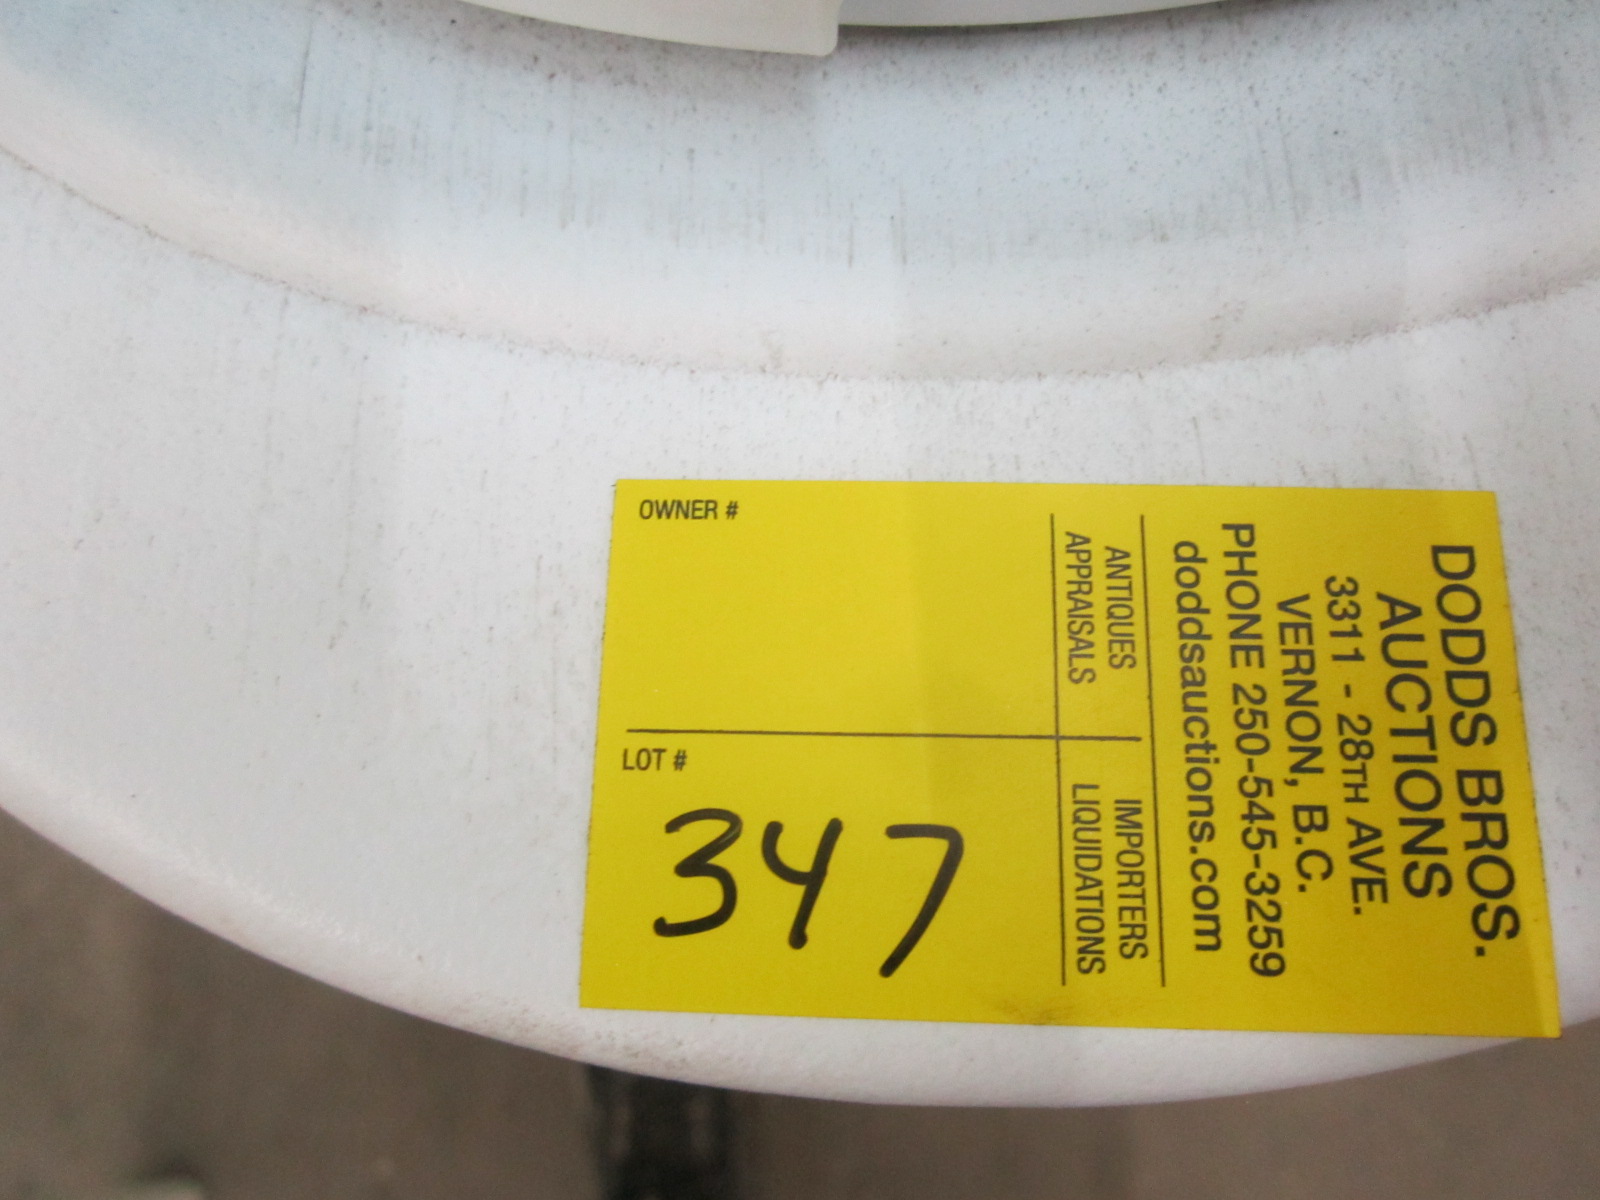 DODDS BROS.
AUCTIONS
3311 - 28TH AVE.
VERNON, B.C.
PHONE 250-545-3259
doddsauctions.com
ANTIQUES
APPRAISALS
IMPORTERS
LIQUIDATIONS
OWNER #
LOT #
347